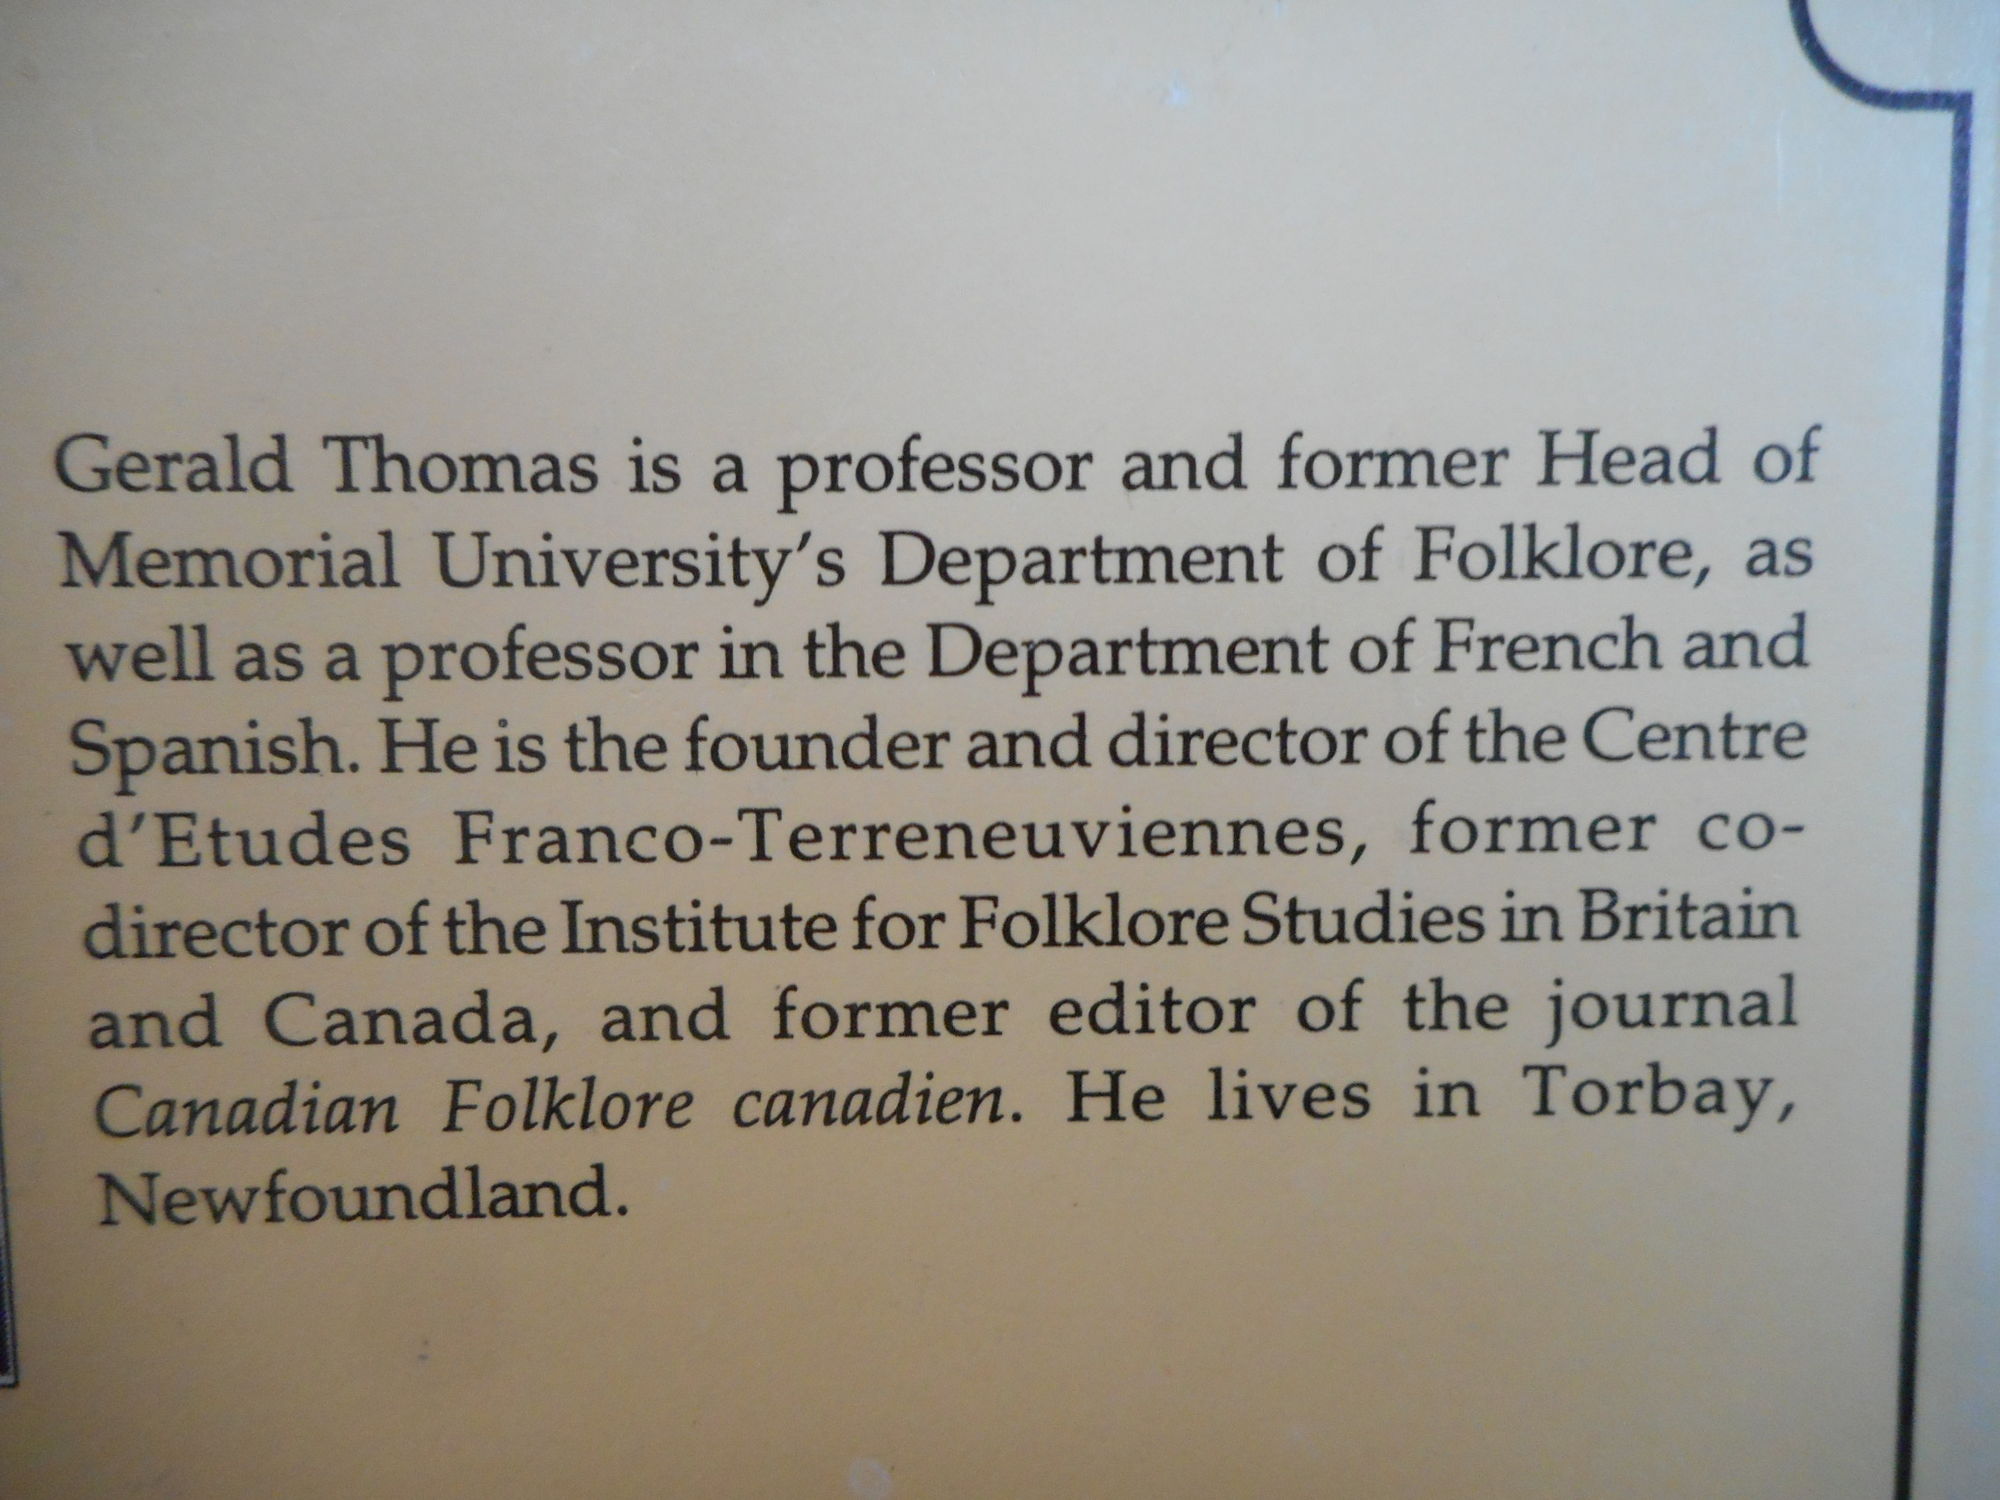 Gerald Thomas is a professor and former Head of
Memorial University's Department of Folklore, as
well as a professor in the Department of French and
Spanish. He is the founder and director of the Centre
d'Etudes Franco-Terreneuviennes, former co-
director of the Institute for Folklore Studies in Britain
and Canada, and former editor of the journal
Canadian Folklore canadien. He lives in Torbay,
Newfoundland.